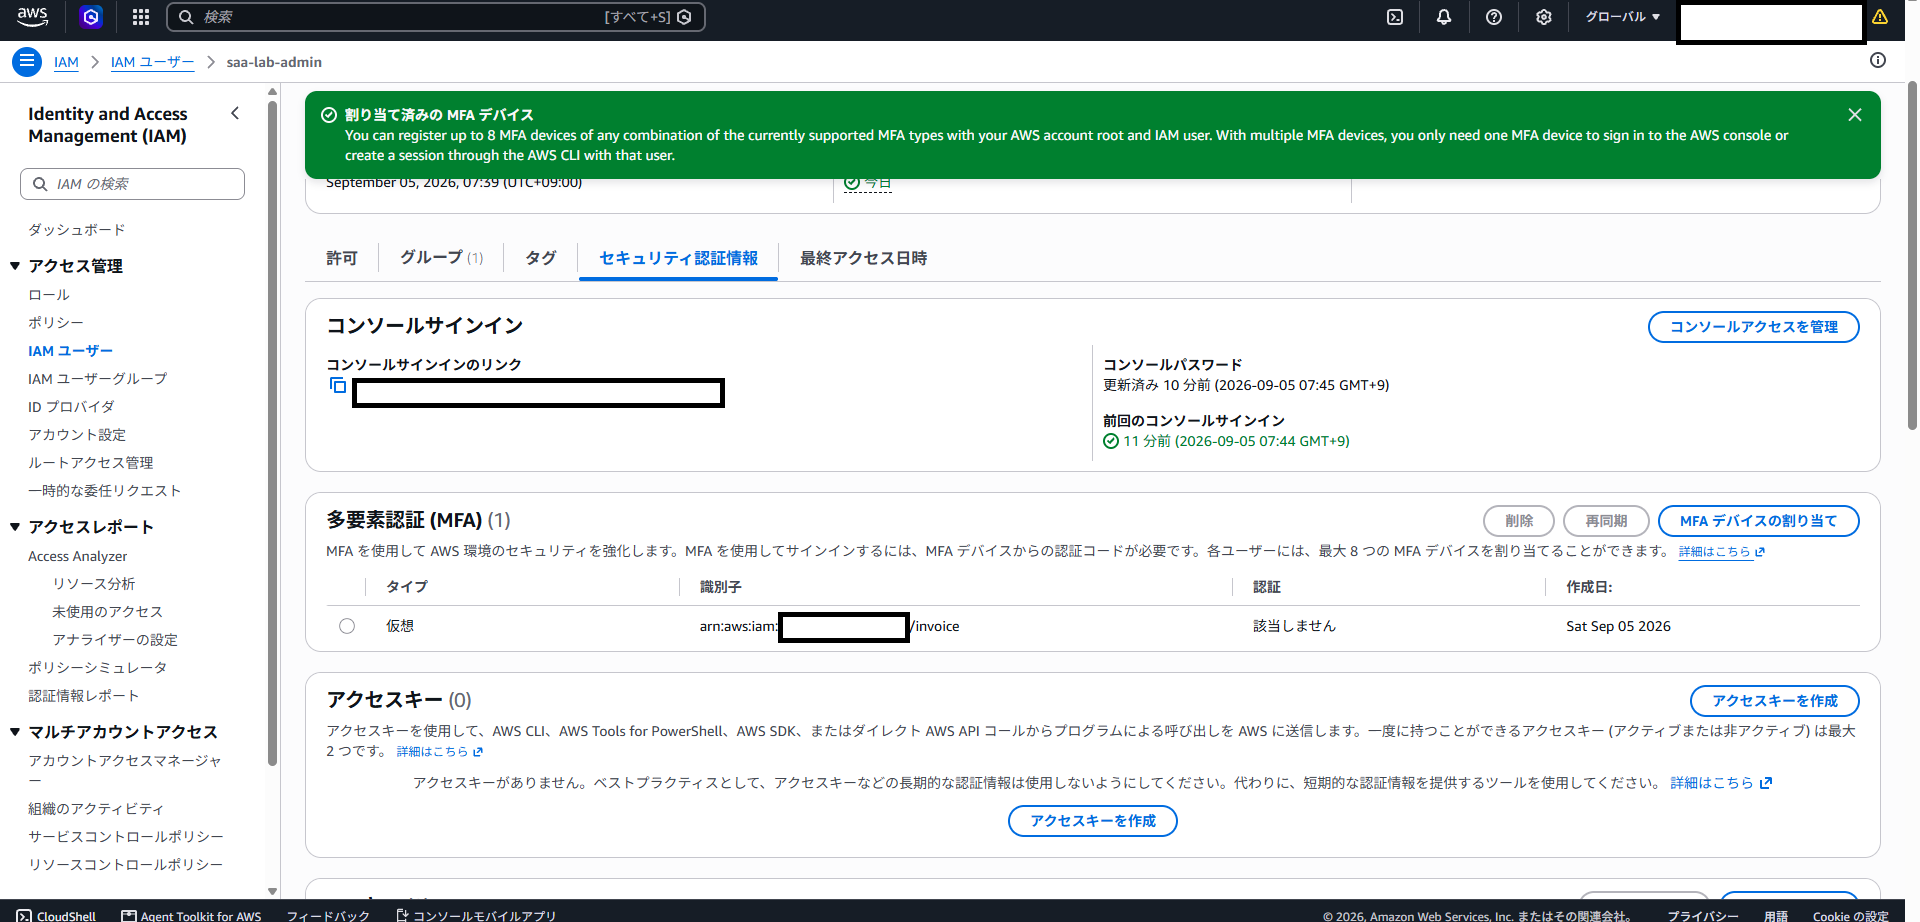 aws
検索
[すべて+S]
グローバル ▼
IAM > IAM ユーザー > saa-lab-admin
Identity and Access
Management (IAM)
IAM の検索
ダッシュボード
アクセス管理
ロール
ポリシー
IAM ユーザー
IAM ユーザーグループ
ID プロバイダ
アカウント設定
ルートアクセス管理
一時的な委任リクエスト
アクセスレポート
Access Analyzer
リソース分析
未使用のアクセス
アナライザーの設定
ポリシーシミュレータ
認証情報レポート
マルチアカウントアクセス
アカウントアクセスマネージャ
ー
組織のアクティビティ
サービスコントロールポリシー
リソースコントロールポリシー
割り当て済みの MFA デバイス
You can register up to 8 MFA devices of any combination of the currently supported MFA types with your AWS account root and IAM user. With multiple MFA devices, you only need one MFA device to sign in to the AWS console or
create a session through the AWS CLI with that user.
September 05, 2026, 07:39 (UTC+09:00)
今日
許可
グループ (1)
タグ
セキュリティ認証情報
最終アクセス日時
コンソールサインイン
コンソールアクセスを管理
コンソールサインインのリンク
コンソールパスワード
更新済み 10 分前 (2026-09-05 07:45 GMT+9)
前回のコンソールサインイン
11 分前 (2026-09-05 07:44 GMT+9)
多要素認証 (MFA) (1)
削除
再同期
MFA デバイスの割り当て
MFA を使用して AWS 環境のセキュリティを強化します。MFA を使用してサインインするには、MFA デバイスからの認証コードが必要です。各ユーザーには、最大 8 つの MFA デバイスを割り当てることができます。 詳細はこちら
タイプ
識別子
認証
作成日:
仮想
arn:aws:iam:
/invoice
該当しません
Sat Sep 05 2026
アクセスキー (0)
アクセスキーを作成
アクセスキーを使用して、AWS CLI、AWS Tools for PowerShell、AWS SDK、またはダイレクト AWS API コールからプログラムによる呼び出しを AWS に送信します。一度に持つことができるアクセスキー (アクティブまたは非アクティブ) は最大
2 つです。 詳細はこちら
アクセスキーがありません。ベストプラクティスとして、アクセスキーなどの長期的な認証情報は使用しないようにしてください。代わりに、短期的な認証情報を提供するツールを使用してください。 詳細はこちら
アクセスキーを作成
CloudShell
Agent Toolkit for AWS
フィードバック
コンソールモバイルアプリ
© 2026, Amazon Web Services, Inc. またはその関連会社。
プライバシー
用語
Cookie の設定